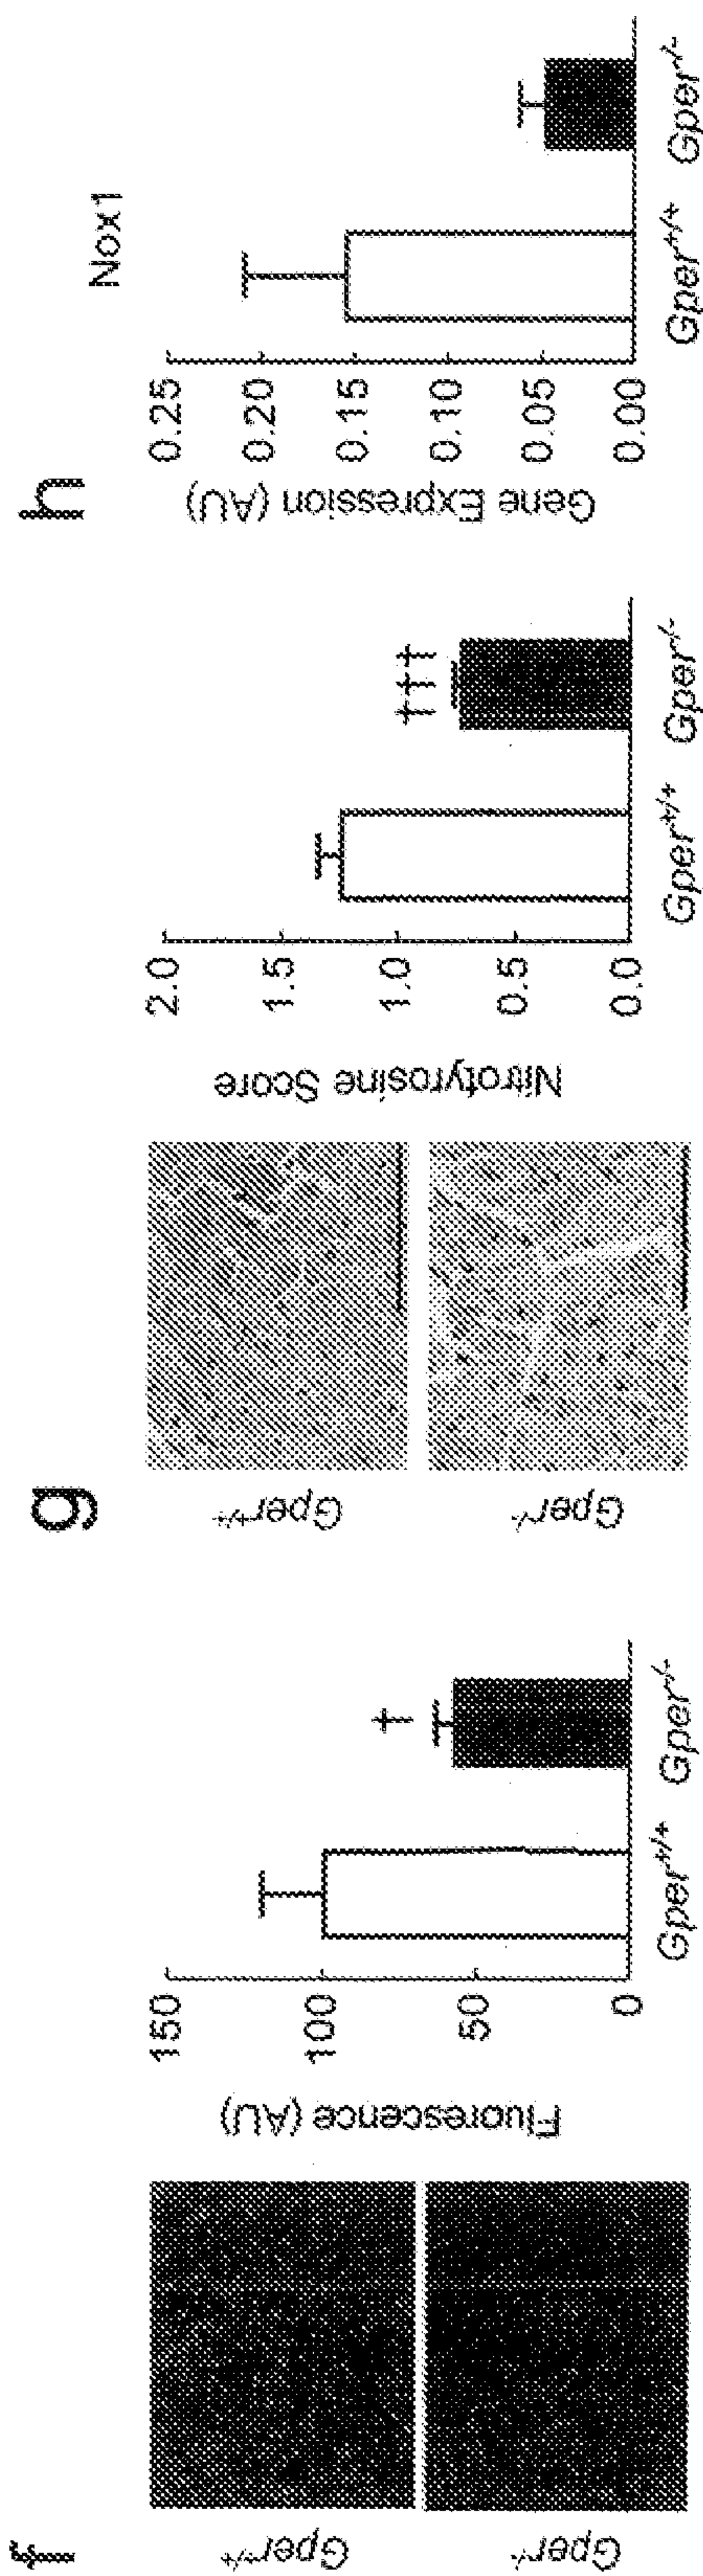 f
Gper+/+
Gper-/-
Fluorescence (AU)
150
100
50
0
†
Gper+/+ Gper-/-
g
Gper+/+
Gper-/-
Nitrotyrosine Score
2.0
1.5
1.0
0.5
0.0
†††
Gper+/+ Gper-/-
h
Nox1
Gene Expression (AU)
0.25
0.20
0.15
0.10
0.05
0.00
Gper+/+ Gper-/-